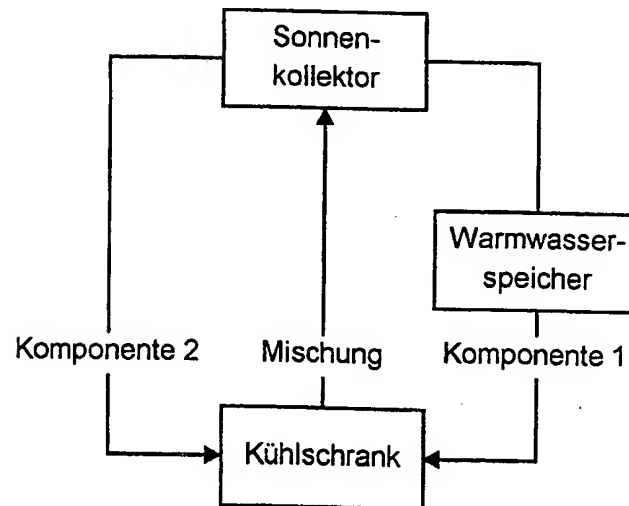 Sonnen-
kollektor
Warmwasser-
speicher
Komponente 2
Mischung
Komponente 1
Kühlschrank